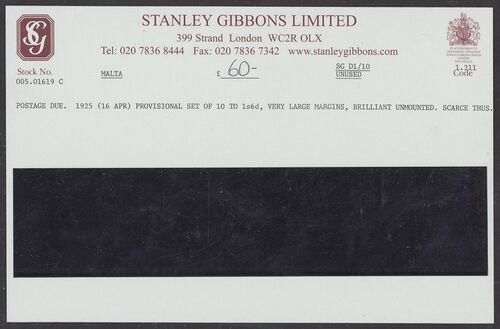 SG
STANLEY GIBBONS LIMITED
399 Strand London WC2R OLX
Tel: 020 7836 8444 Fax: 020 7836 7342 www.stanleygibbons.com
Stock No.
005.01619 C
MALTA
£ 60-
SG D1/10
UNUSED
1.211
Code
POSTAGE DUE. 1925 (16 APR) PROVISIONAL SET OF 10 TO 1s6d, VERY LARGE MARGINS, BRILLIANT UNMOUNTED. SCARCE THUS.